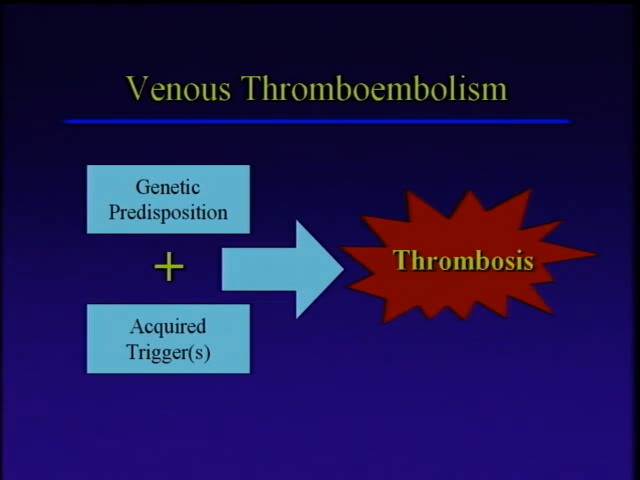 Venous Thromboembolism
Genetic
Predisposition
+
Acquired
Trigger(s)
Thrombosis